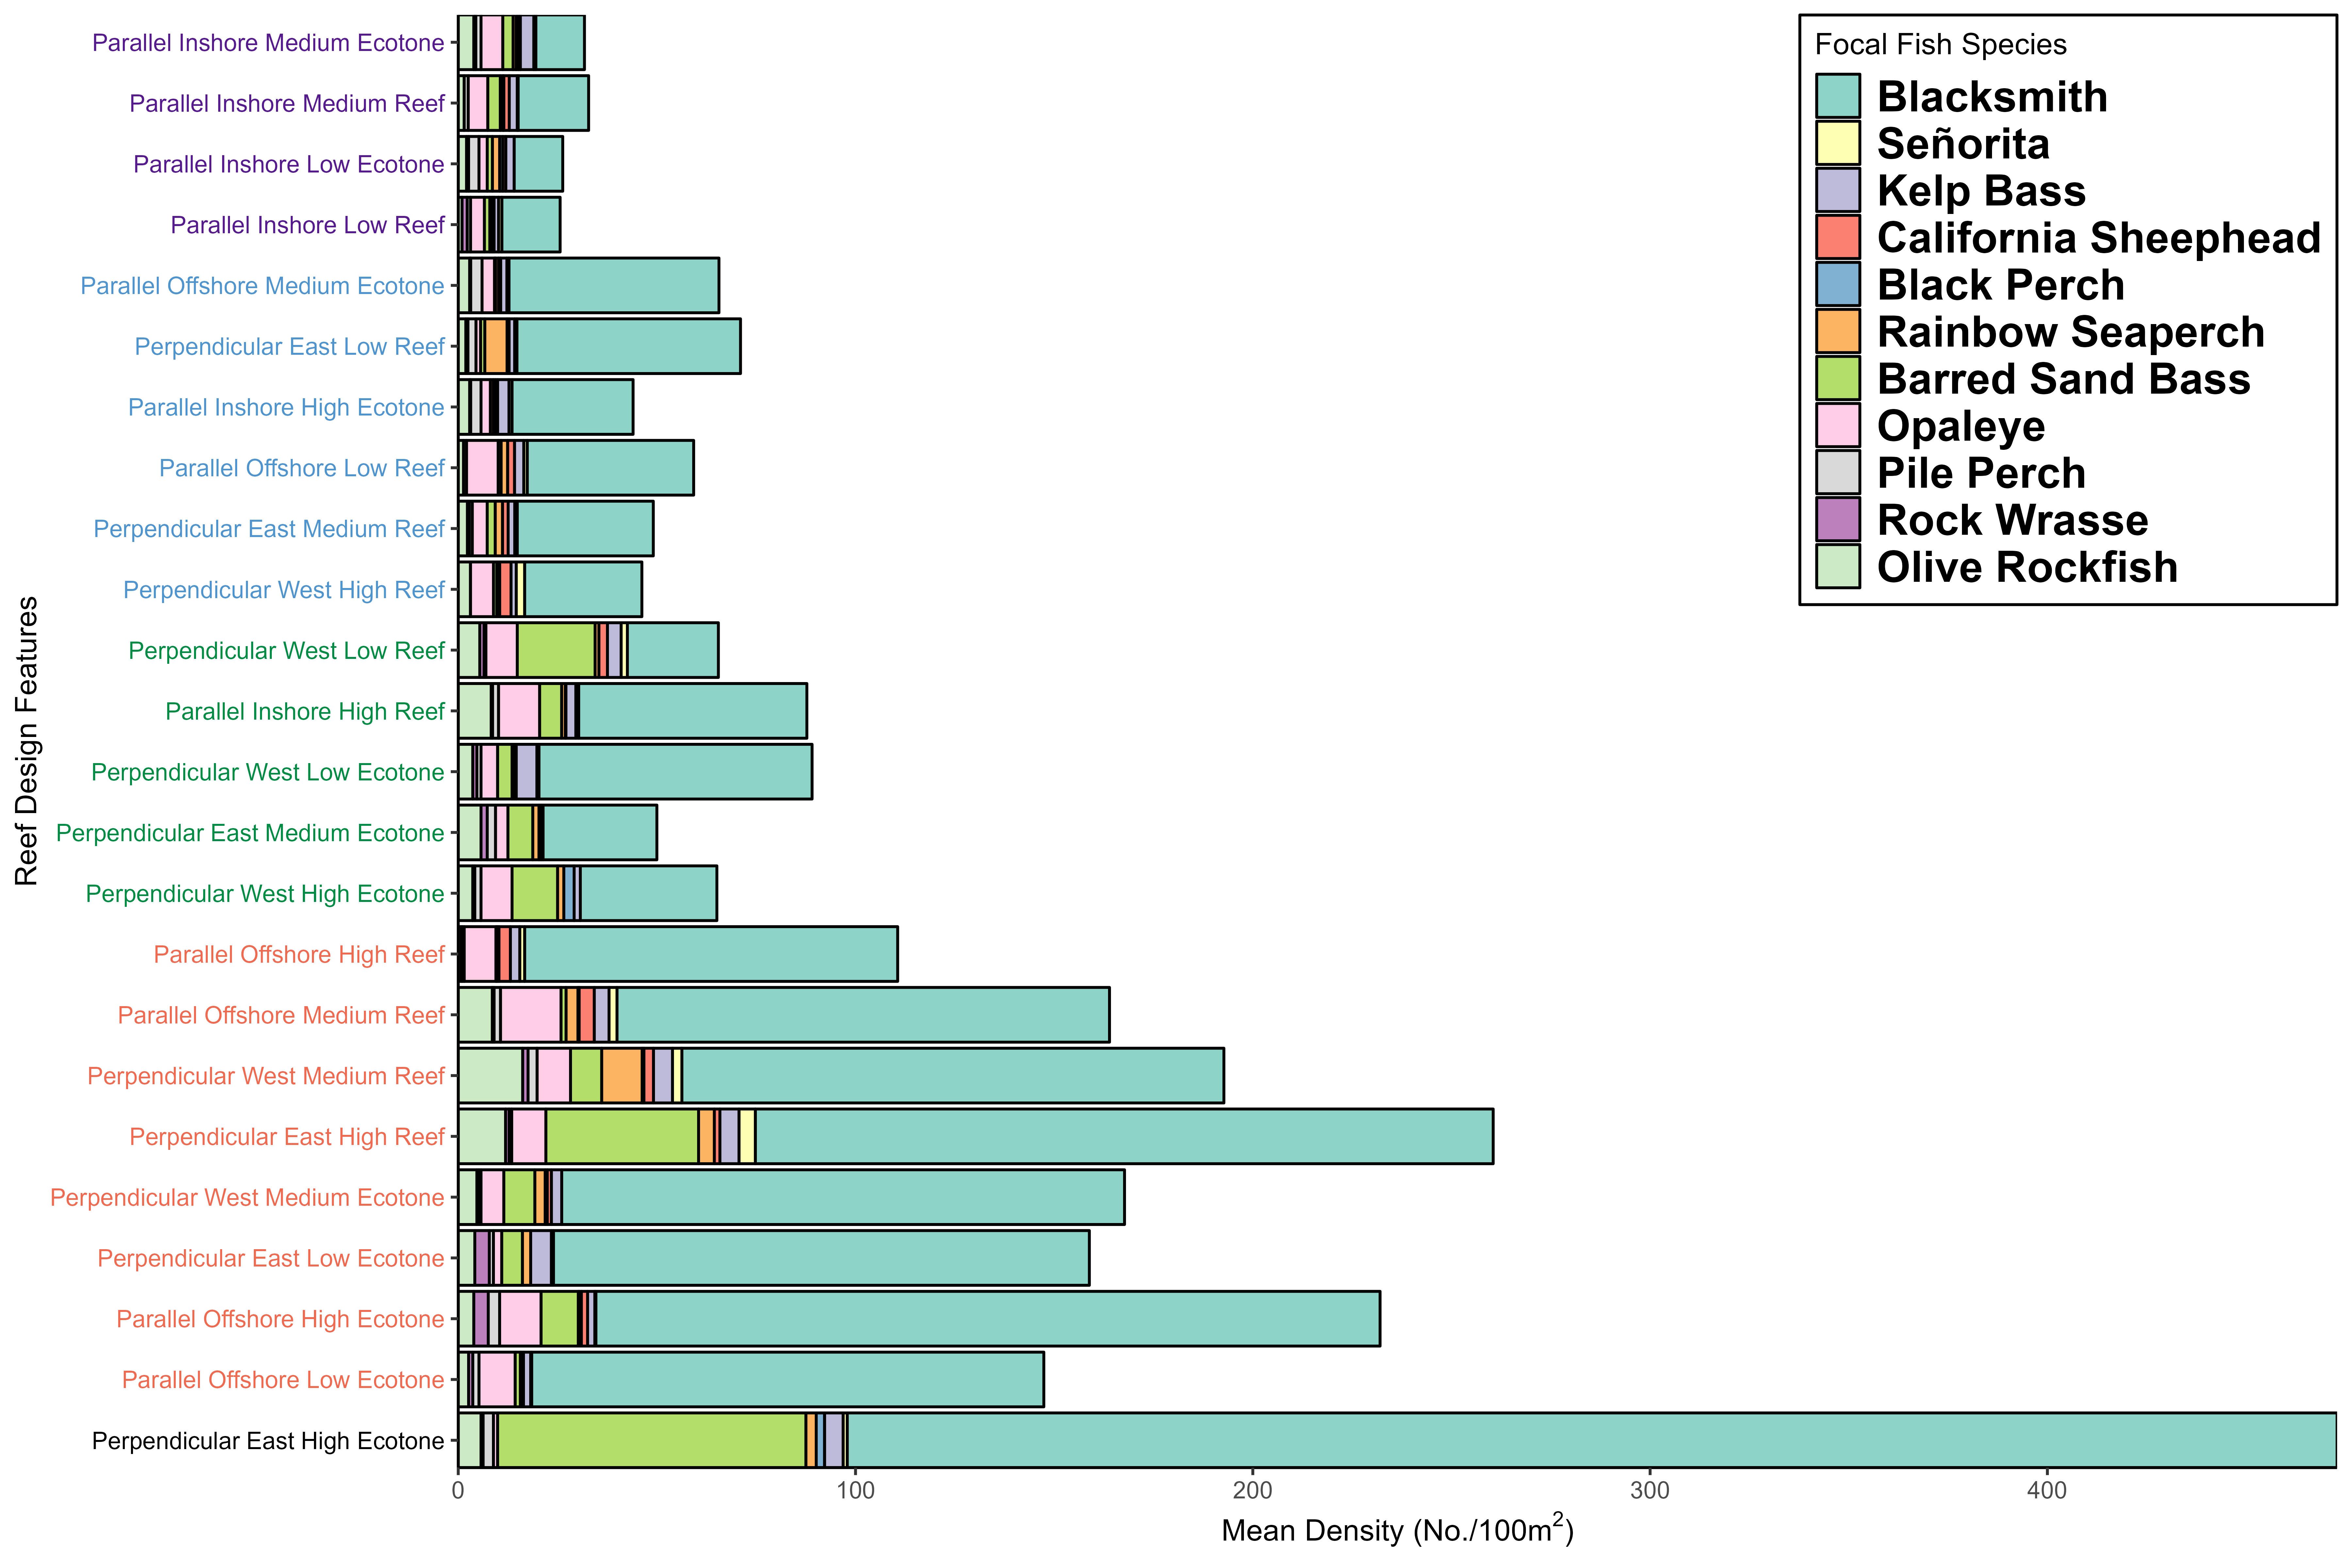 Focal Fish Species
Blacksmith
Señorita
Kelp Bass
California Sheephead
Black Perch
Rainbow Seaperch
Barred Sand Bass
Opaleye
Pile Perch
Rock Wrasse
Olive Rockfish
Reef Design Features
Parallel Inshore Medium Ecotone
Parallel Inshore Medium Reef
Parallel Inshore Low Ecotone
Parallel Inshore Low Reef
Parallel Offshore Medium Ecotone
Perpendicular East Low Reef
Parallel Inshore High Ecotone
Parallel Offshore Low Reef
Perpendicular East Medium Reef
Perpendicular West High Reef
Perpendicular West Low Reef
Parallel Inshore High Reef
Perpendicular West Low Ecotone
Perpendicular East Medium Ecotone
Perpendicular West High Ecotone
Parallel Offshore High Reef
Parallel Offshore Medium Reef
Perpendicular West Medium Reef
Perpendicular East High Reef
Perpendicular West Medium Ecotone
Perpendicular East Low Ecotone
Parallel Offshore High Ecotone
Parallel Offshore Low Ecotone
Perpendicular East High Ecotone
0 100 200 300 400
Mean Density (No./100m²)